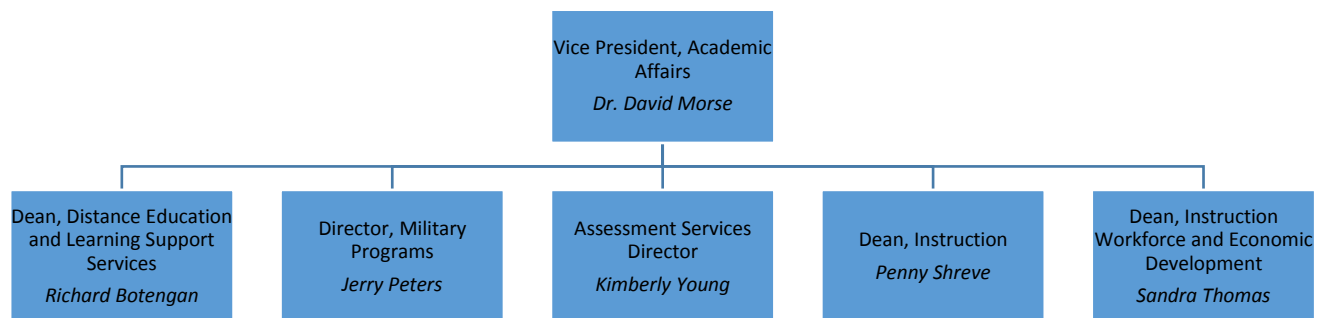 Vice President, Academic
Affairs
Dr. David Morse
Dean, Distance Education
and Learning Support
Services
Richard Botengan
Director, Military
Programs
Jerry Peters
Assessment Services
Director
Kimberly Young
Dean, Instruction
Penny Shreve
Dean, Instruction
Workforce and Economic
Development
Sandra Thomas